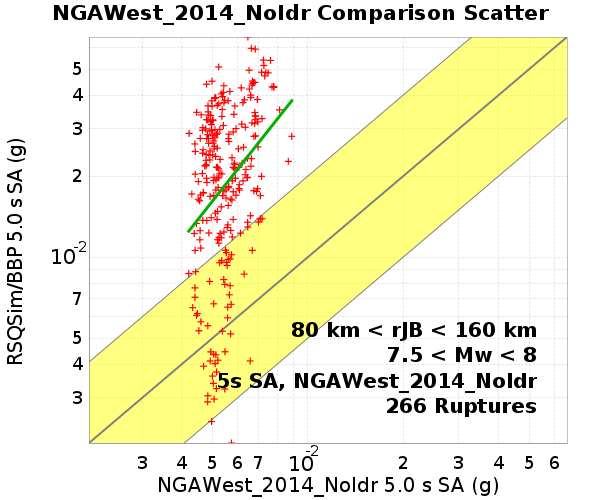 NGAWest_2014_NoIdr Comparison Scatter
RSQSim/BBP 5.0 s SA (g)
5
4
3
2
10-2
7
5
4
3
80 km < rJB < 160 km
7.5 < Mw < 8
5s SA, NGAWest_2014_NoIdr
266 Ruptures
3 4 5 6 7 10-2 2 3 4 5 6
NGAWest_2014_NoIdr 5.0 s SA (g)